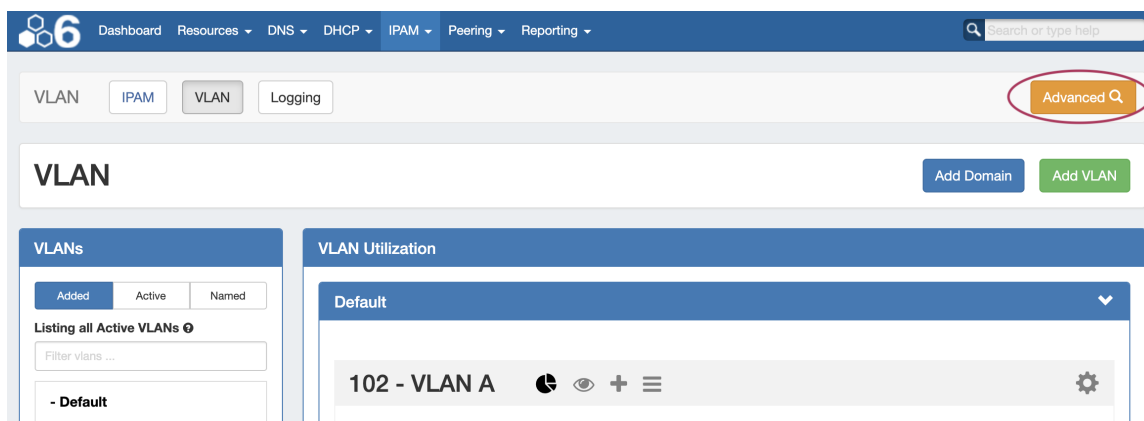 6 Dashboard Resources DNS DHCP IPAM Peering Reporting Search or type help
VLAN IPAM VLAN Logging Advanced
VLAN Add Domain Add VLAN
VLANs
Added Active Named
Listing all Active VLANs
Filter vlans ...
- Default
VLAN Utilization
Default
102 - VLAN A